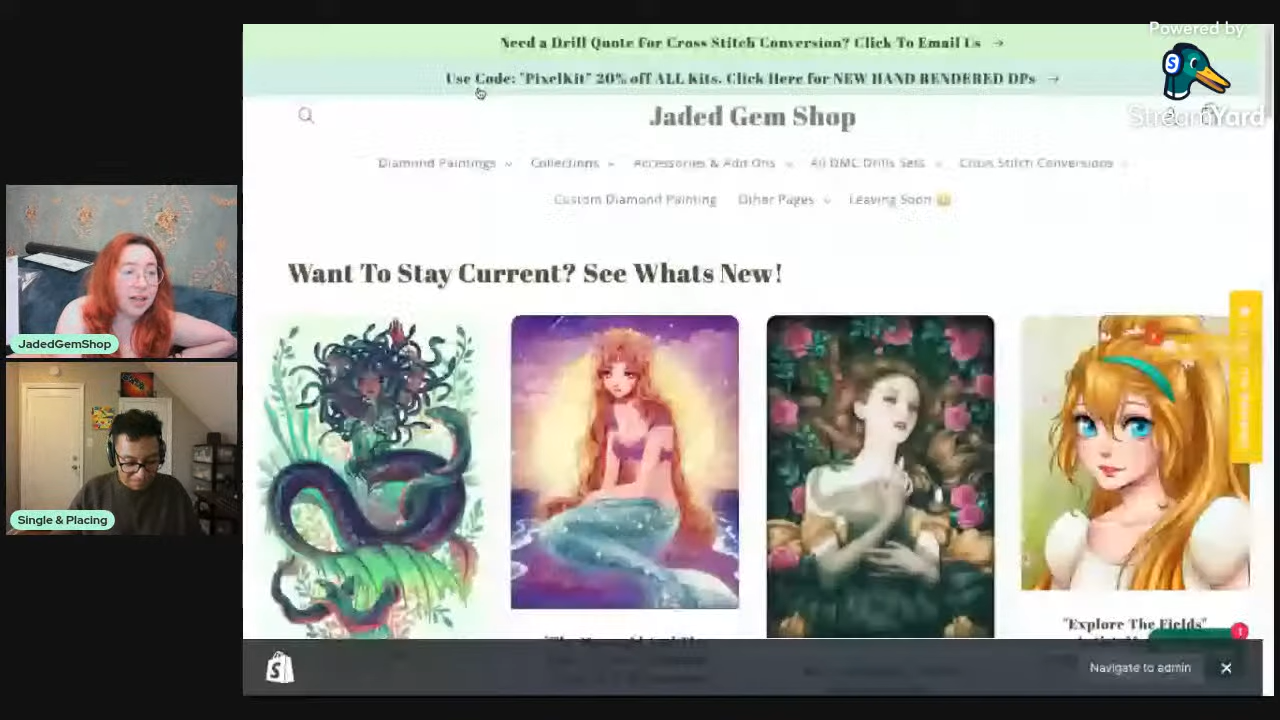 Need a Drill Quote For Cross Stitch Conversion? Click To Email Us →
Use Code: "PixelKit" 20% off ALL Kits. Click Here for NEW HAND RENDERED DPs →
Powered by
StreamYard
Jaded Gem Shop
Diamond Paintings
Collections
Accessories & Add Ons
All DMC Drills Sets
Cross Stitch Conversions
Custom Diamond Painting
Other Pages
Leaving Soon
Want To Stay Current? See Whats New!
JadedGemShop
Single & Placing
"Explore The Fields"
1
Navigate to admin